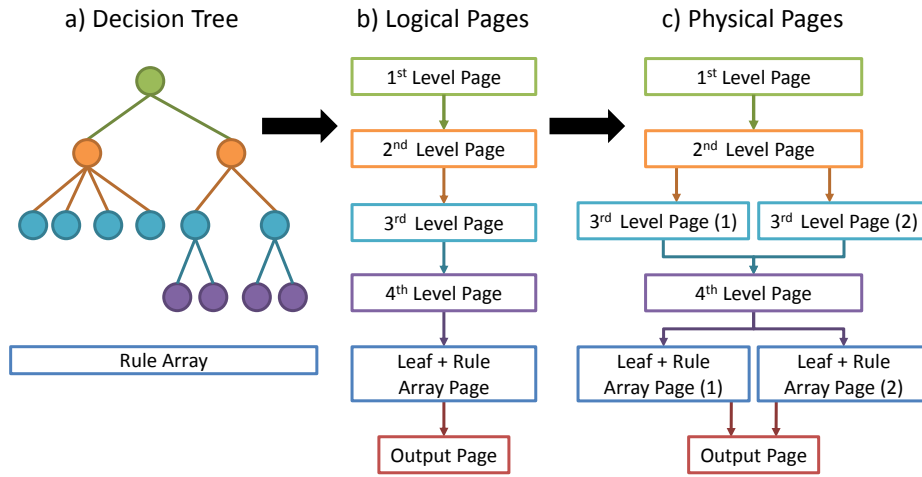 a) Decision Tree
Rule Array
b) Logical Pages
1st Level Page
2nd Level Page
3rd Level Page
4th Level Page
Leaf + Rule
Array Page
Output Page
c) Physical Pages
1st Level Page
2nd Level Page
3rd Level Page (1)
3rd Level Page (2)
4th Level Page
Leaf + Rule
Array Page (1)
Leaf + Rule
Array Page (2)
Output Page